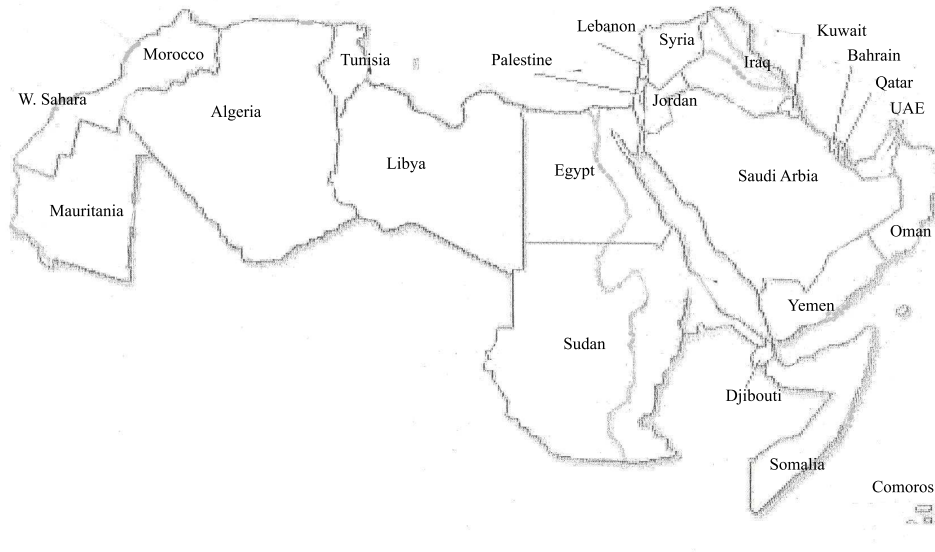 Lebanon
Kuwait
Syria
Morocco
Bahrain
Palestine
Tunisia
Iraq
Qatar
W. Sahara
Jordan
UAE
Algeria
Libya
Egypt
Saudi Arbia
Mauritania
Oman
Yemen
Sudan
Djibouti
Somalia
Comoros